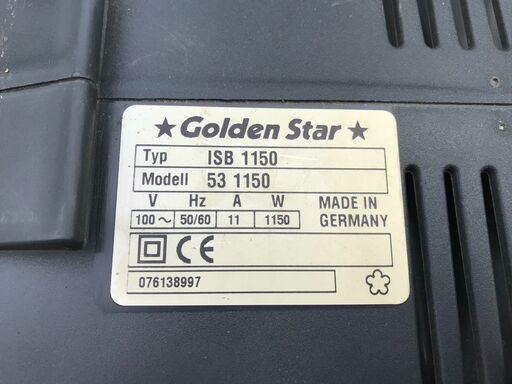 ★ Golden Star ★
Typ ISB 1150
Modell 53 1150
V Hz A W
100~ 50/60 11 1150
MADE IN
GERMANY
CE
076138997